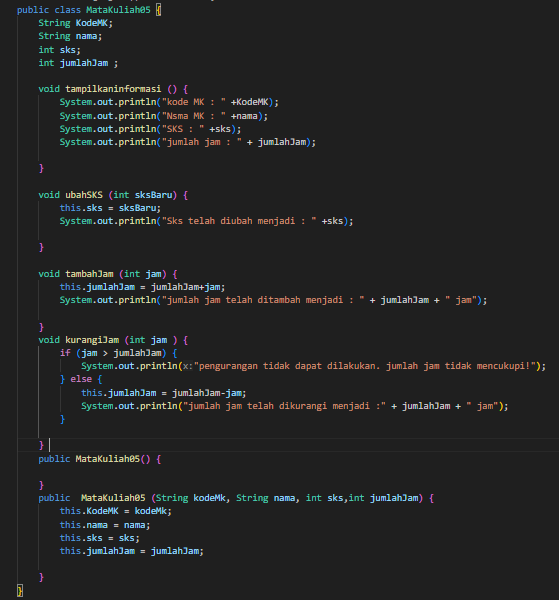 public class MataKuliah05 {
    String KodeMK;
    String nama;
    int sks;
    int jumlahJam ;
    void tampilkaninformasi () {
        System.out.println("kode MK : " +KodeMK);
        System.out.println("Nsma MK : " +nama);
        System.out.println("SKS : " +sks);
        System.out.println("jumlah jam : " + jumlahJam);
    }
    void ubahSKS (int sksBaru) {
        this.sks = sksBaru;
        System.out.println("Sks telah diubah menjadi : " +sks);
    }
    void tambahJam (int jam) {
        this.jumlahJam = jumlahJam+jam;
        System.out.println("jumlah jam telah ditambah menjadi : " + jumlahJam + " jam");
    }
    void kurangiJam (int jam ) {
        if (jam > jumlahJam) {
            System.out.println(x:"pengurangan tidak dapat dilakukan. jumlah jam tidak mencukupi!");
        } else {
            this.jumlahJam = jumlahJam-jam;
            System.out.println("jumlah jam telah dikurangi menjadi :" + jumlahJam + " jam");
        }
    }
    public MataKuliah05() {
    }
    public  MataKuliah05 (String kodeMk, String nama, int sks,int jumlahJam) {
        this.KodeMK = kodeMk;
        this.nama = nama;
        this.sks = sks;
        this.jumlahJam = jumlahJam;
    }
}